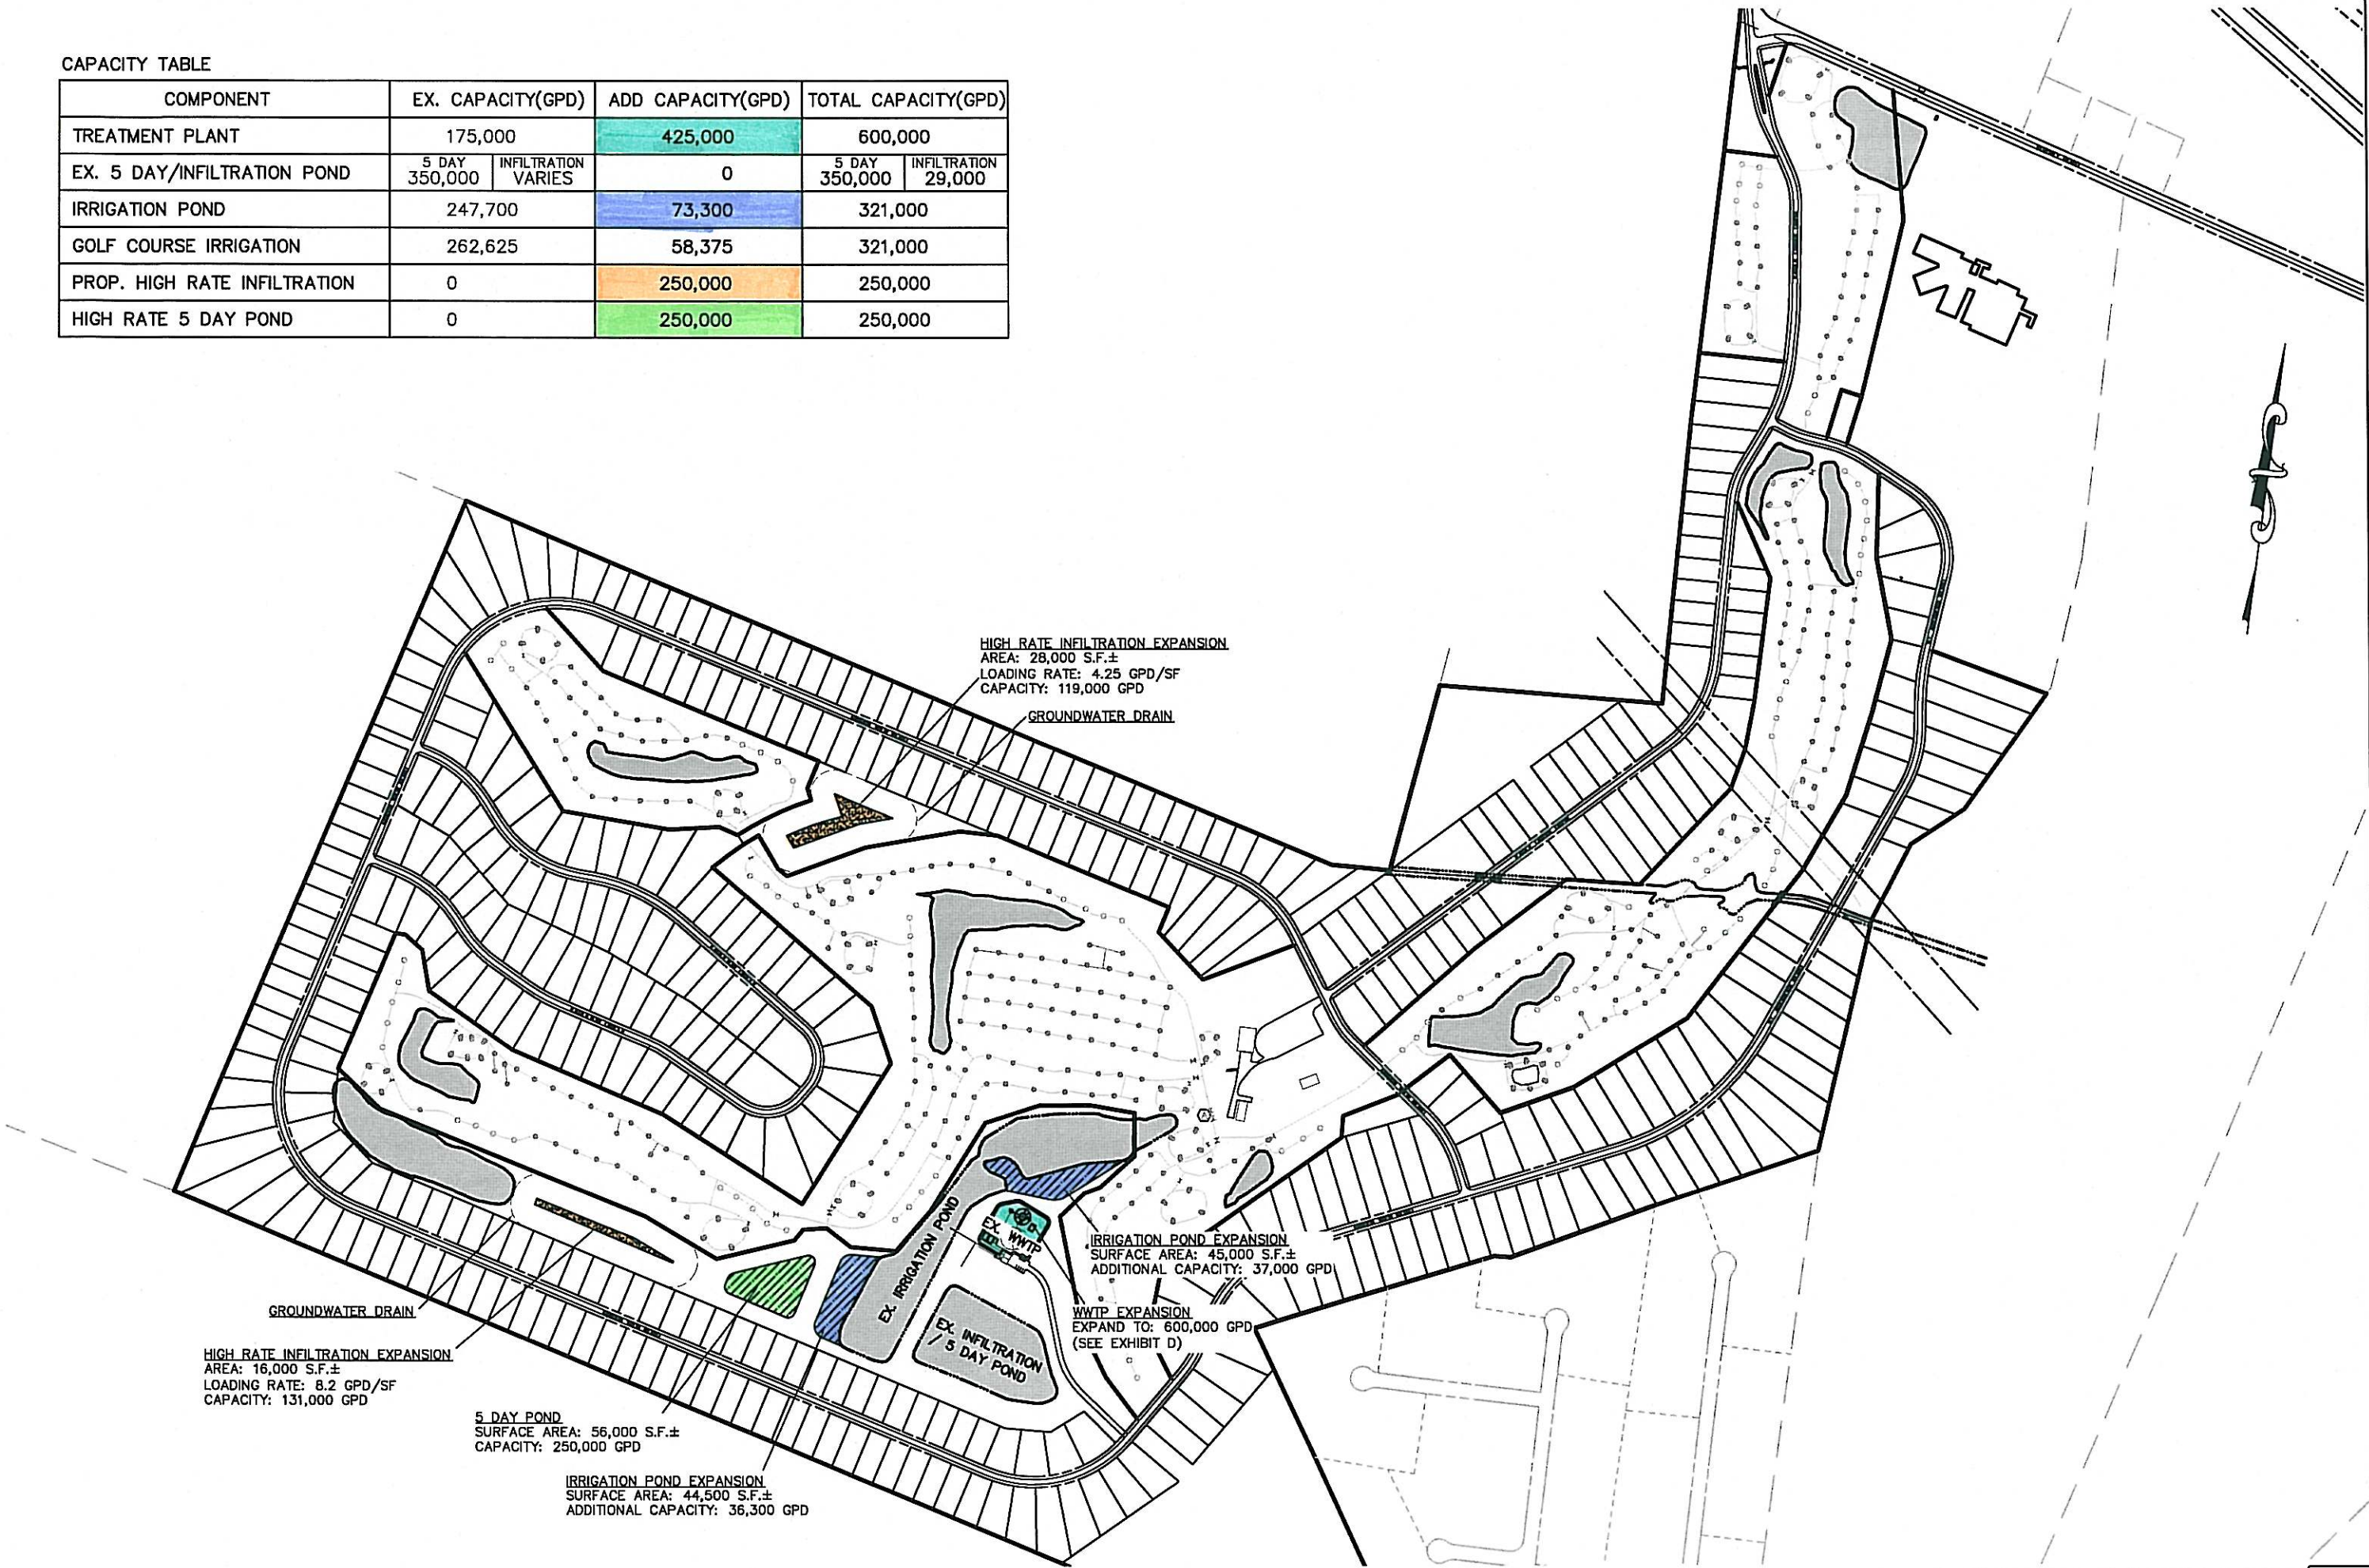 CAPACITY TABLE
COMPONENT EX. CAPACITY(GPD) ADD CAPACITY(GPD) TOTAL CAPACITY(GPD)
TREATMENT PLANT 175,000 425,000 600,000
EX. 5 DAY/INFILTRATION POND 5 DAY 350,000 INFILTRATION VARIES 0 5 DAY 350,000 INFILTRATION 29,000
IRRIGATION POND 247,700 73,300 321,000
GOLF COURSE IRRIGATION 262,625 58,375 321,000
PROP. HIGH RATE INFILTRATION 0 250,000 250,000
HIGH RATE 5 DAY POND 0 250,000 250,000
HIGH RATE INFILTRATION EXPANSION
AREA: 28,000 S.F.±
LOADING RATE: 4.25 GPD/SF
CAPACITY: 119,000 GPD
GROUNDWATER DRAIN
EX. IRRIGATION POND
EX. WWTP
EX. INFILTRATION
/ 5 DAY POND
IRRIGATION POND EXPANSION
SURFACE AREA: 45,000 S.F.±
ADDITIONAL CAPACITY: 37,000 GPD
WWTP EXPANSION
EXPAND TO: 600,000 GPD
(SEE EXHIBIT D)
GROUNDWATER DRAIN
HIGH RATE INFILTRATION EXPANSION
AREA: 16,000 S.F.±
LOADING RATE: 8.2 GPD/SF
CAPACITY: 131,000 GPD
5 DAY POND
SURFACE AREA: 56,000 S.F.±
CAPACITY: 250,000 GPD
IRRIGATION POND EXPANSION
SURFACE AREA: 44,500 S.F.±
ADDITIONAL CAPACITY: 36,300 GPD